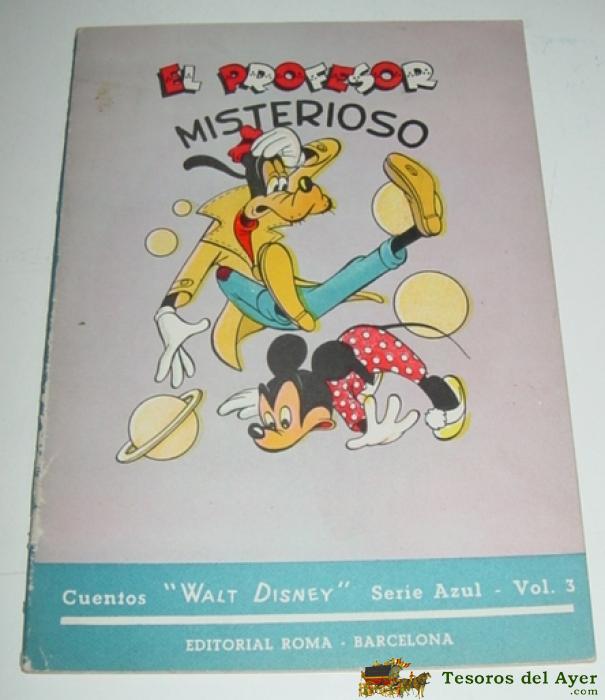 EL PROFESOR
MISTERIOSO
Cuentos "WALT DISNEY" Serie Azul - Vol. 3
EDITORIAL ROMA - BARCELONA
Tesoros del Ayer
.com